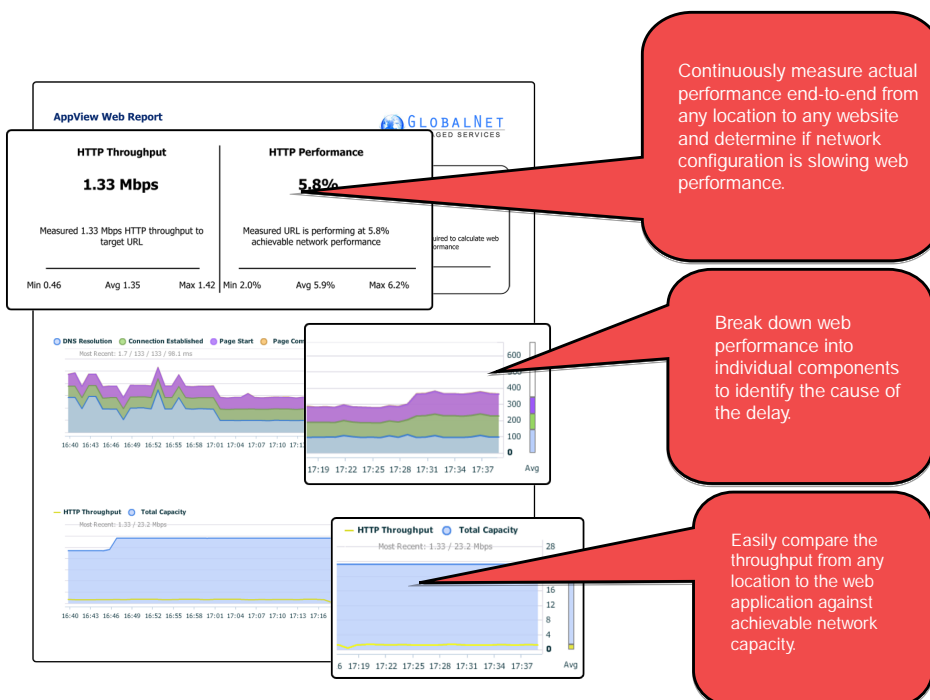 AppView Web Report
GLOBALNET
AGED SERVICES
HTTP Throughput
1.33 Mbps
Measured 1.33 Mbps HTTP throughput to
target URL
Min 0.46 Avg 1.35 Max 1.42
HTTP Performance
5.8%
Measured URL is performing at 5.8%
achievable network performance
Min 2.0% Avg 5.9% Max 6.2%
uired to calculate web
ormance
Continuously measure actual
performance end-to-end from
any location to any website
and determine if network
configuration is slowing web
performance.
DNS Resolution Connection Established Page Start Page Com
Most Recent: 1.7 / 133 / 133 / 98.1 ms
16:40 16:43 16:46 16:49 16:52 16:55 16:58 17:01 17:04 17:07 17:10 17:13
600
500
400
300
200
100
0
17:19 17:22 17:25 17:28 17:31 17:34 17:37 Avg
Break down web
performance into
individual components
to identify the cause of
the delay.
HTTP Throughput Total Capacity
Most Recent: 1.33 / 23.2 Mbps
16:40 16:43 16:46 16:49 16:52 16:55 16:58 17:01 17:04 17:07 17:10 17:13 17:16
HTTP Throughput Total Capacity
Most Recent: 1.33 / 23.2 Mbps
28
16
12
8
4
0
6 17:19 17:22 17:25 17:28 17:31 17:34 17:37 Avg
Easily compare the
throughput from any
location to the web
application against
achievable network
capacity.